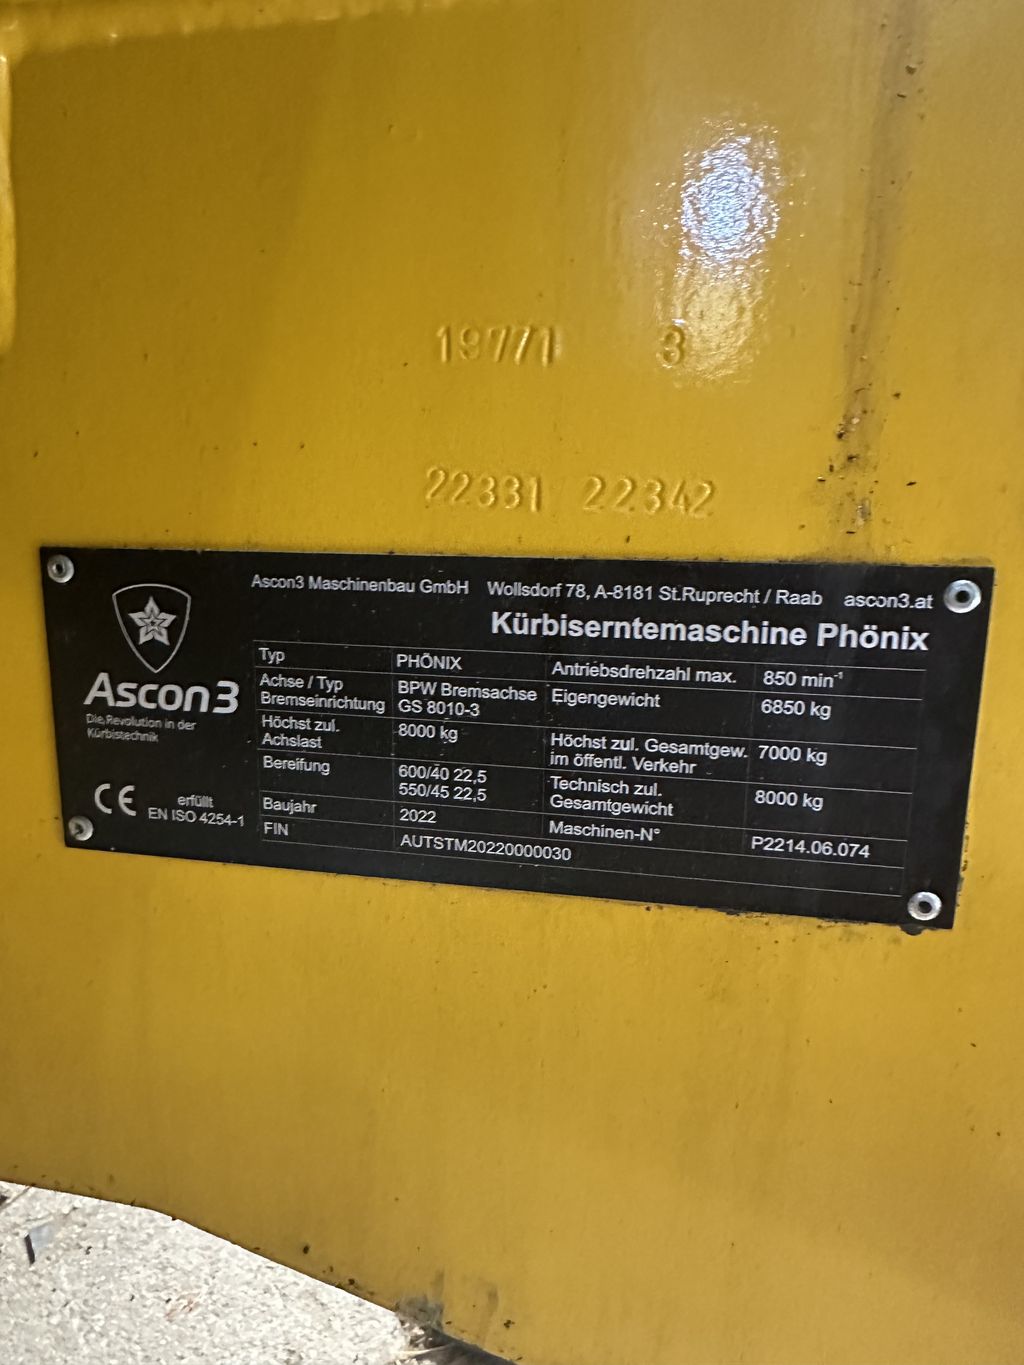 197/1 3
22331 22342
Ascon3 Maschinenbau GmbH Wollsdorf 78, A-8181 St.Ruprecht / Raab ascon3.at
Kürbiserntemaschine Phönix
Ascon3
Die Revolution in der
Kürbistechnik
CE erfüllt
EN ISO 4254-1
Typ PHÖNIX
Achse / Typ BPW Bremsachse
Bremseinrichtung GS 8010-3
Höchst zul. 8000 kg
Achslast
Bereifung 600/40 22,5
550/45 22,5
Baujahr 2022
FIN AUTSTM20220000030
Antriebsdrehzahl max. 850 min⁻¹
Eigengewicht 6850 kg
Höchst zul. Gesamtgew. 7000 kg
im öffentl. Verkehr
Technisch zul. 8000 kg
Gesamtgewicht
Maschinen-N° P2214.06.074